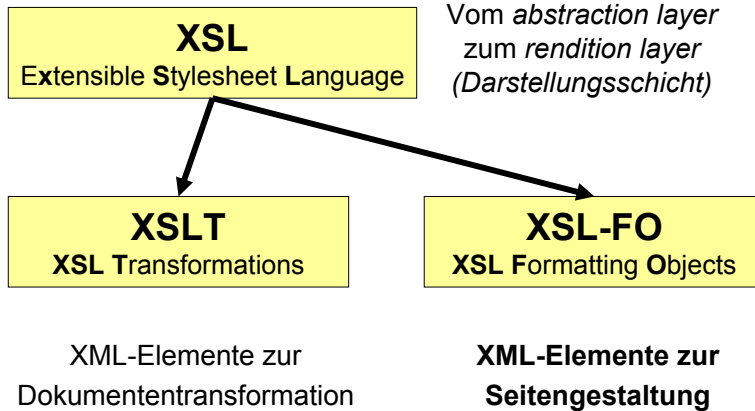 XSL
Extensible Stylesheet Language
Vom abstraction layer
zum rendition layer
(Darstellungsschicht)
XSLT
XSL Transformations
XSL-FO
XSL Formatting Objects
XML-Elemente zur
Dokumententransformation
XML-Elemente zur
Seitengestaltung